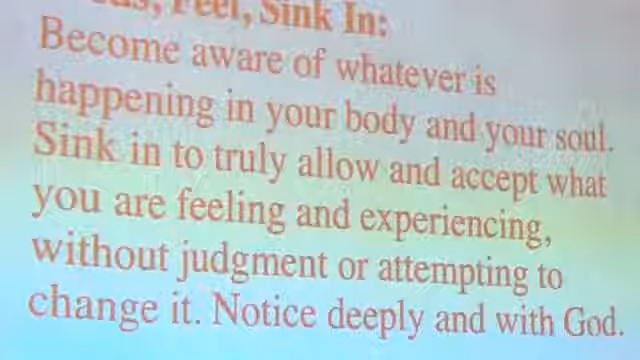 Feel, Sink In:
Become aware of whatever is
happening in your body and your soul.
Sink in to truly allow and accept what
you are feeling and experiencing,
without judgment or attempting to
change it. Notice deeply and with God.